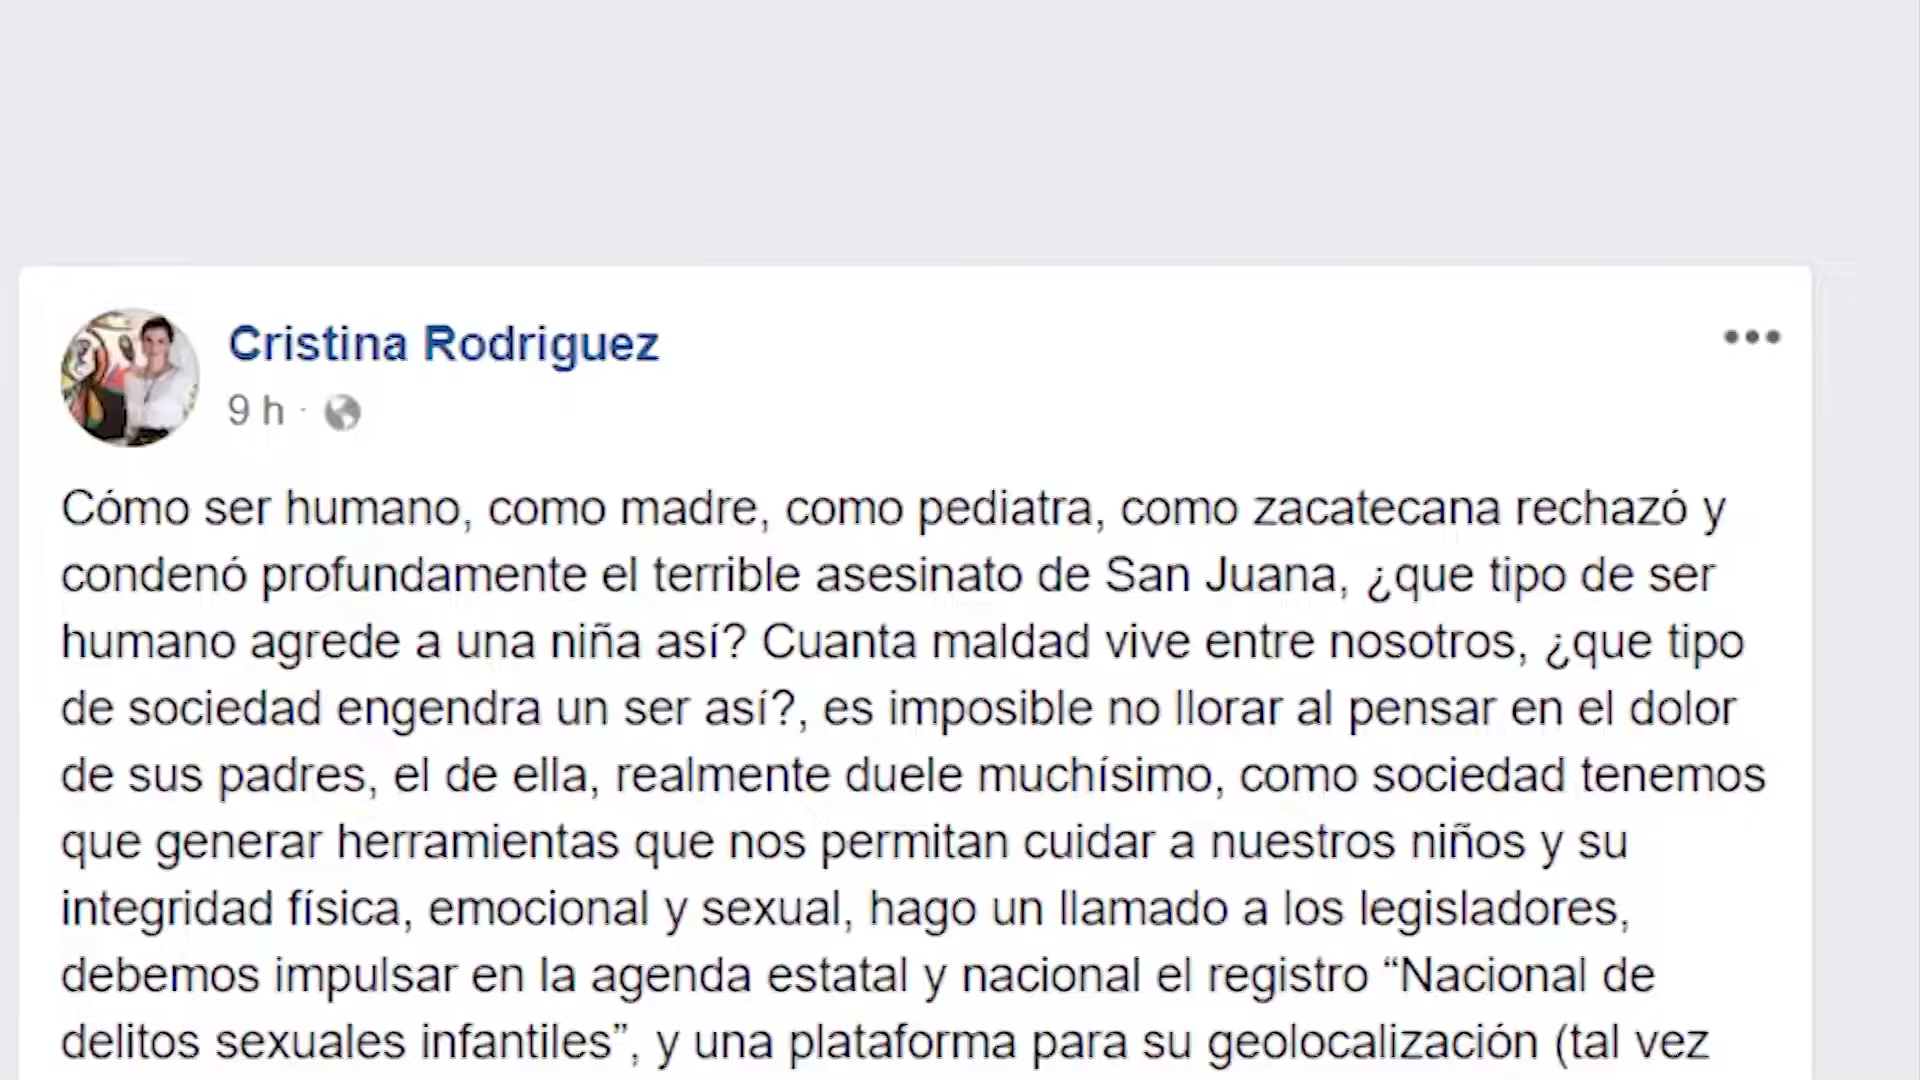 Cristina Rodriguez
9 h ·
Cómo ser humano, como madre, como pediatra, como zacatecana rechazó y
condenó profundamente el terrible asesinato de San Juana, ¿que tipo de ser
humano agrede a una niña así? Cuanta maldad vive entre nosotros, ¿que tipo
de sociedad engendra un ser así?, es imposible no llorar al pensar en el dolor
de sus padres, el de ella, realmente duele muchísimo, como sociedad tenemos
que generar herramientas que nos permitan cuidar a nuestros niños y su
integridad física, emocional y sexual, hago un llamado a los legisladores,
debemos impulsar en la agenda estatal y nacional el registro “Nacional de
delitos sexuales infantiles”, y una plataforma para su geolocalización (tal vez